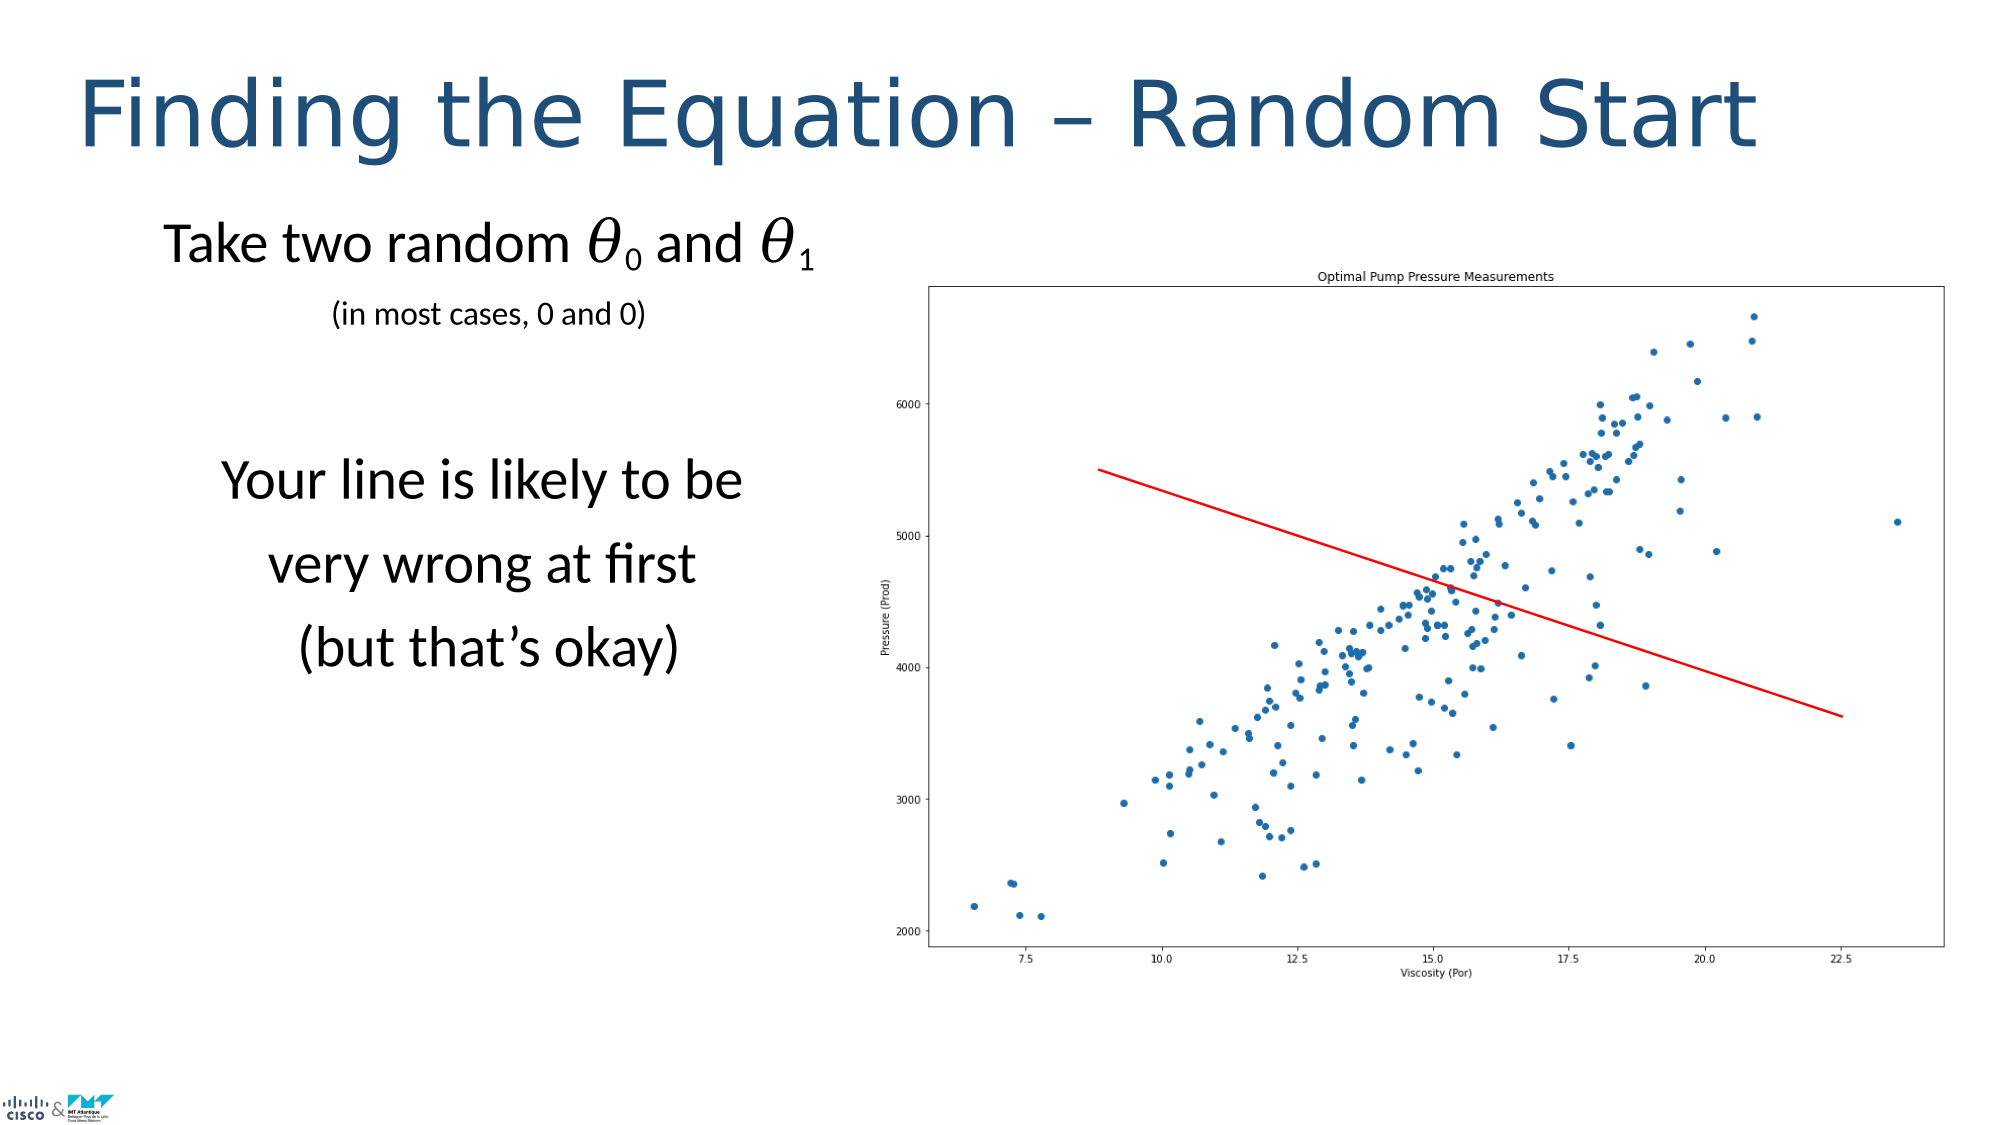 Finding the Equation – Random Start
Take two random θ0 and θ1
(in most cases, 0 and 0)
Your line is likely to be
very wrong at first
(but that’s okay)
Optimal Pump Pressure Measurements
6000
5000
4000
3000
2000
Pressure (Prod)
7.5 10.0 12.5 15.0 17.5 20.0 22.5
Viscosity (Por)
CISCO & IMT Atlantique
Bretagne-Pays de la Loire
École Mines-Télécom